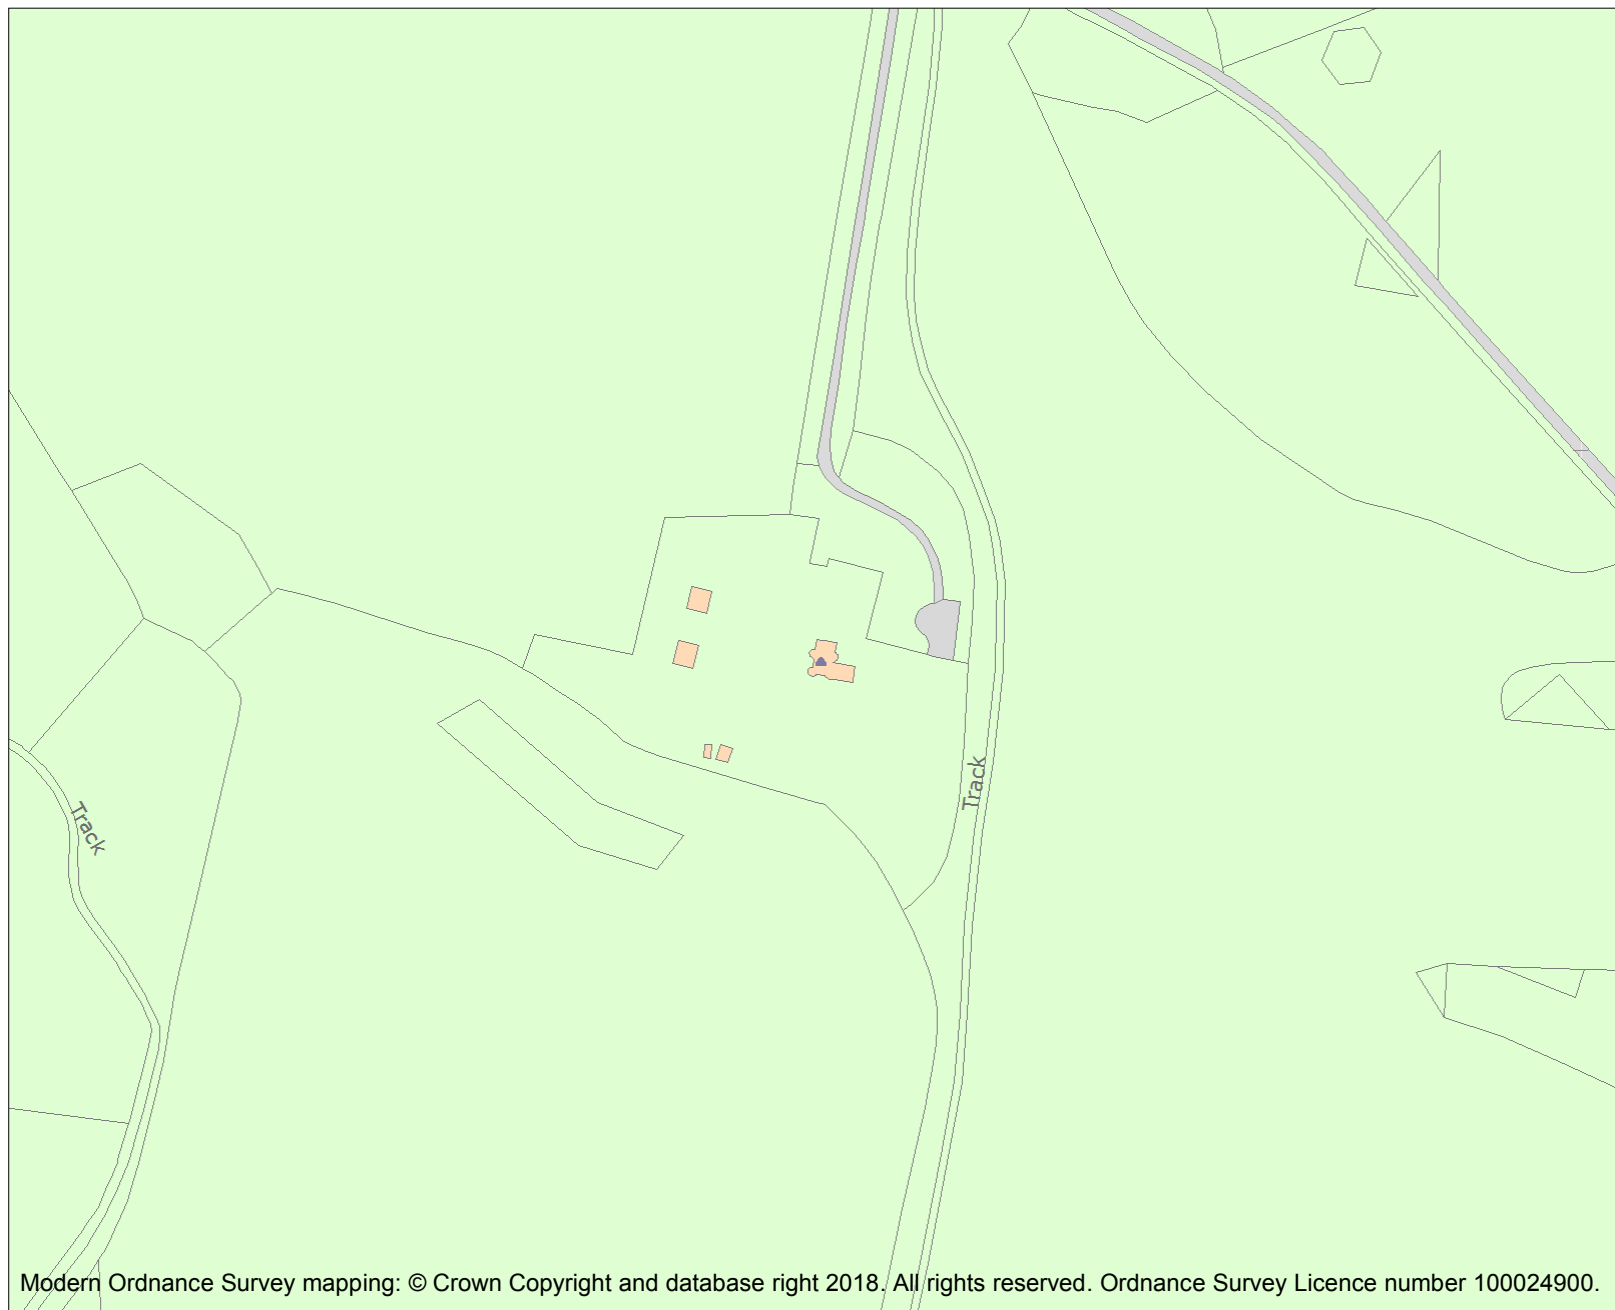 Track
Track
Modern Ordnance Survey mapping: © Crown Copyright and database right 2018. All rights reserved. Ordnance Survey Licence number 100024900.